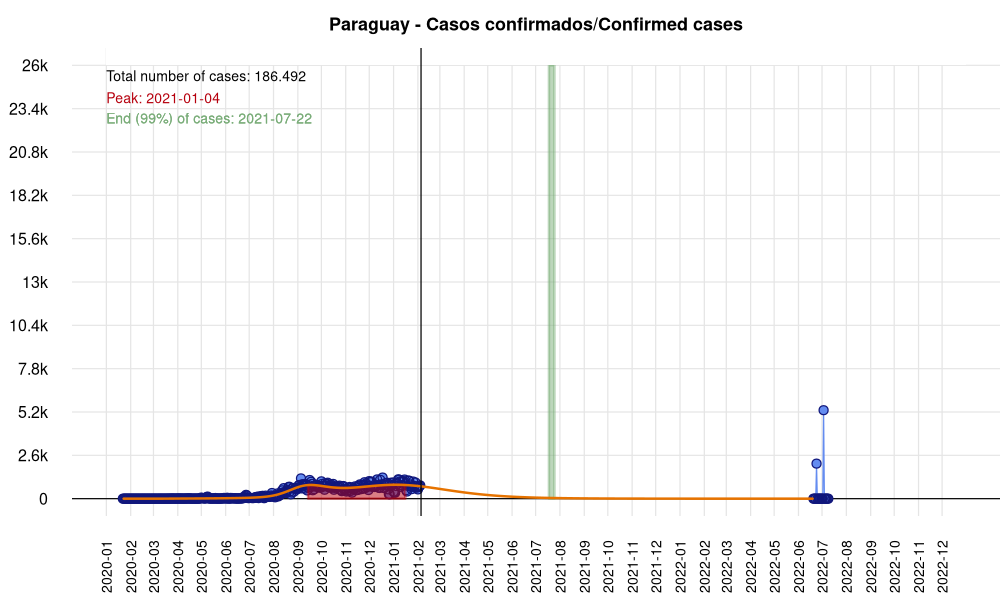 Paraguay - Casos confirmados/Confirmed cases
26k
Total number of cases: 186.492
Peak: 2021-01-04
End (99%) of cases: 2021-07-22
23.4k
20.8k
18.2k
15.6k
13k
10.4k
7.8k
5.2k
2.6k
0
2020-01
2020-02
2020-03
2020-04
2020-05
2020-06
2020-07
2020-08
2020-09
2020-10
2020-11
2020-12
2021-01
2021-02
2021-03
2021-04
2021-05
2021-06
2021-07
2021-08
2021-09
2021-10
2021-11
2021-12
2022-01
2022-02
2022-03
2022-04
2022-05
2022-06
2022-07
2022-08
2022-09
2022-10
2022-11
2022-12